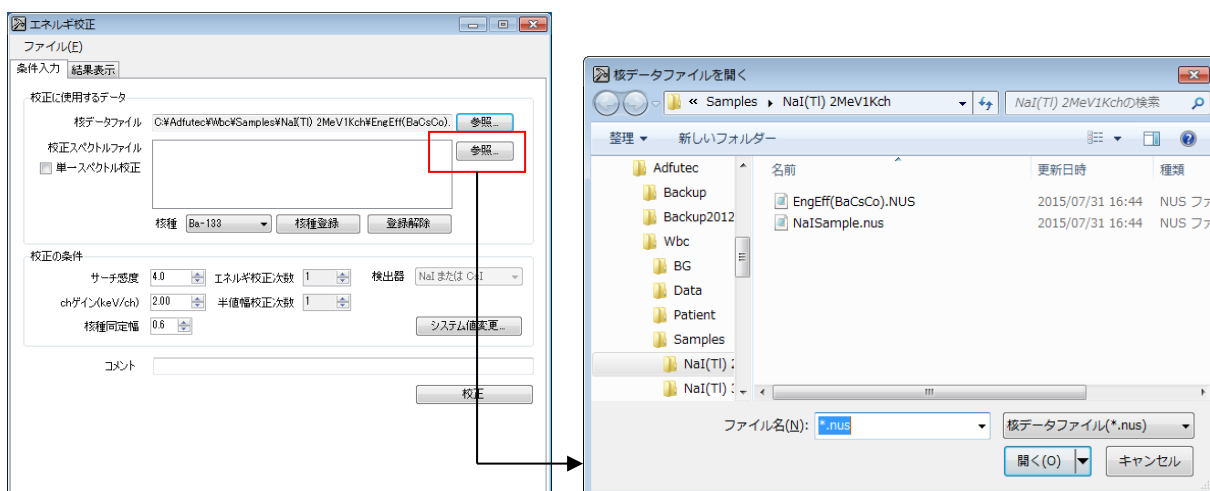 エネルギ校正
ファイル(F)
条件入力 結果表示
校正に使用するデータ
核データファイル C:¥Adfutec¥Wbc¥Samples¥NaI(Tl) 2MeV1Kch¥EngEff(BaCsCo). 参照...
校正スペクトルファイル 参照...
単一スペクトル校正
核種 Ba-133 核種登録 登録解除
校正の条件
サーチ感度 4.0 エネルギ校正次数 1 検出器 NaI または CsI
chゲイン(keV/ch) 2.00 半値幅校正次数 1
核種同定幅 0.6 システム値変更...
コメント
校正
核データファイルを開く
« Samples NaI(Tl) 2MeV1Kch NaI(Tl) 2MeV1Kchの検索
整理 新しいフォルダー
名前 更新日時 種類
Adfutec
Backup
Backup2012
Wbc
BG
Data
Patient
Samples
NaI(Tl) 2
NaI(Tl) 3
EngEff(BaCsCo).NUS 2015/07/31 16:44 NUS ファ
NaISample.nus 2015/07/31 16:44 NUS ファ
ファイル名(N): *.nus 核データファイル(*.nus)
開く(O) キャンセル